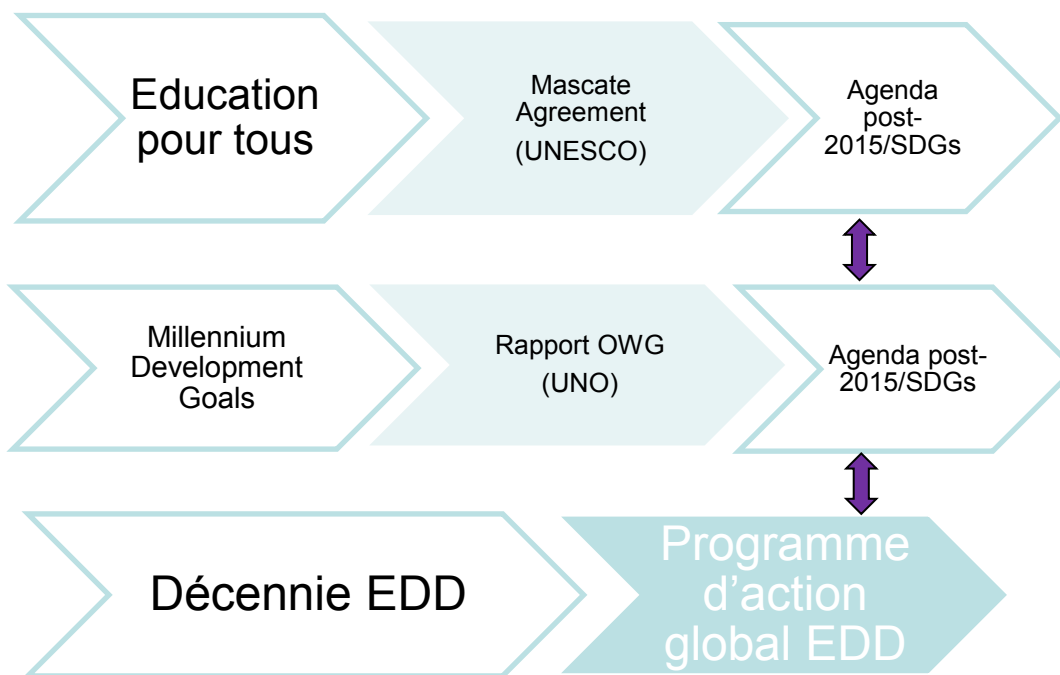 Education
pour tous
Mascate
Agreement
(UNESCO)
Agenda
post-
2015/SDGs
Millennium
Development
Goals
Rapport OWG
(UNO)
Agenda post-
2015/SDGs
Décennie EDD
Programme
d’action
global EDD